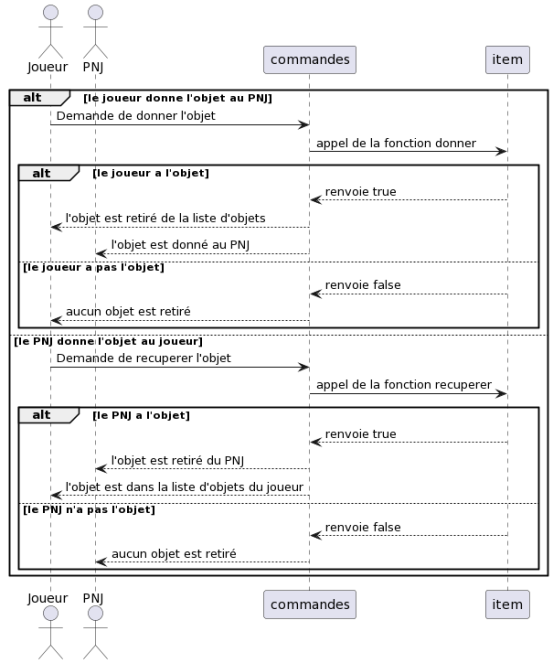 Joueur PNJ commandes item
alt [le joueur donne l'objet au PNJ]
Demande de donner l'objet
appel de la fonction donner
alt [le joueur a l'objet]
renvoie true
l'objet est retiré de la liste d'objets
l'objet est donné au PNJ
[le joueur a pas l'objet]
renvoie false
aucun objet est retiré
[le PNJ donne l'objet au joueur]
Demande de recuperer l'objet
appel de la fonction recuperer
alt [le PNJ a l'objet]
renvoie true
l'objet est retiré du PNJ
l'objet est dans la liste d'objets du joueur
[le PNJ n'a pas l'objet]
renvoie false
aucun objet est retiré
Joueur PNJ commandes item